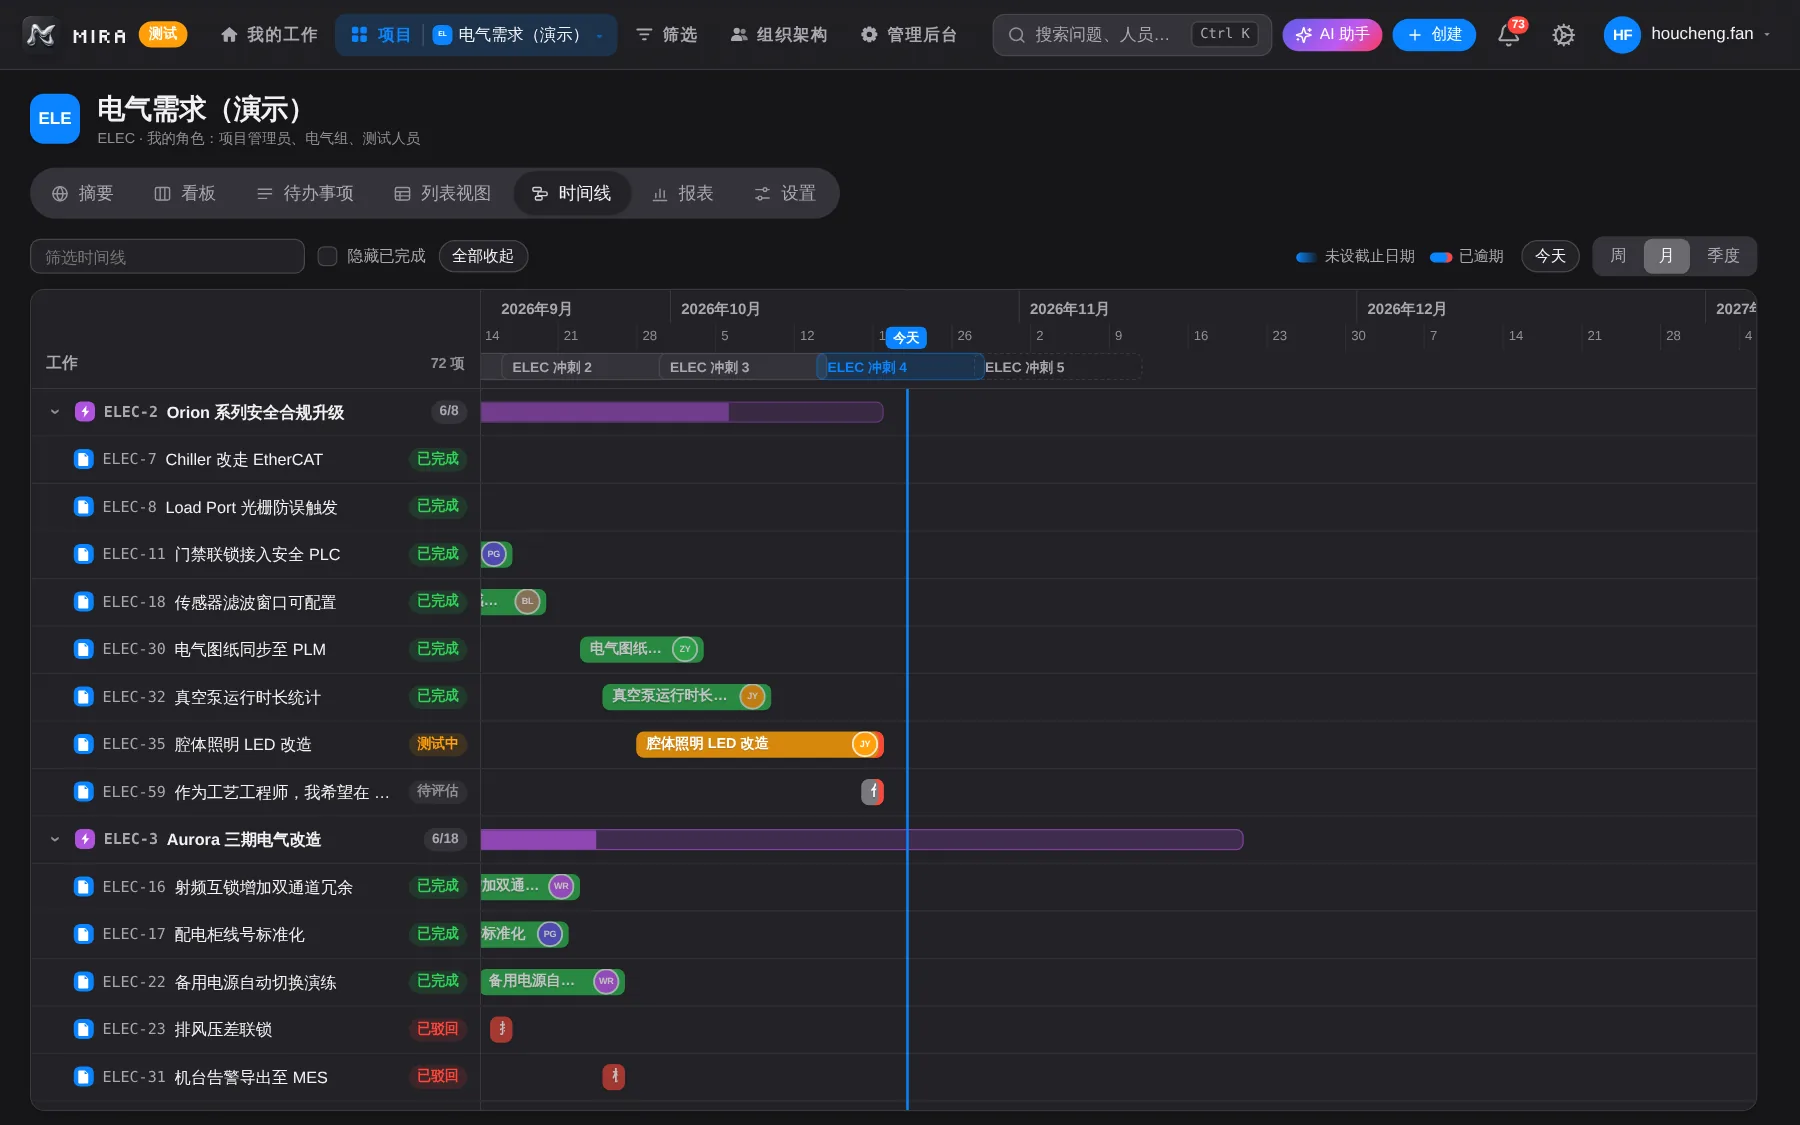 MIRA 测试 我的工作 项目 EL 电气需求（演示） 筛选 组织架构 管理后台 搜索问题、人员... Ctrl K AI 助手 创建 73 HF houcheng.fan
ELE 电气需求（演示）
ELEC · 我的角色：项目管理员、电气组、测试人员
摘要 看板 待办事项 列表视图 时间线 报表 设置
筛选时间线 隐藏已完成 全部收起 未设截止日期 已逾期 今天 周 月 季度
2026年9月 2026年10月 2026年11月 2026年12月 2027
14 21 28 5 12 今天 26 2 9 16 23 30 7 14 21 28 4
工作 72 项 ELEC 冲刺 2 ELEC 冲刺 3 ELEC 冲刺 4 ELEC 冲刺 5
ELEC-2 Orion 系列安全合规升级 6/8
ELEC-7 Chiller 改走 EtherCAT 已完成
ELEC-8 Load Port 光栅防误触发 已完成
ELEC-11 门禁联锁接入安全 PLC 已完成 PG
ELEC-18 传感器滤波窗口可配置 已完成 ... BL
ELEC-30 电气图纸同步至 PLM 已完成 电气图纸... ZY
ELEC-32 真空泵运行时长统计 已完成 真空泵运行时长... JY
ELEC-35 腔体照明 LED 改造 测试中 腔体照明 LED 改造 JY
ELEC-59 作为工艺工程师，我希望在 ... 待评估
ELEC-3 Aurora 三期电气改造 6/18
ELEC-16 射频互锁增加双通道冗余 已完成 加双通... WR
ELEC-17 配电柜线号标准化 已完成 标准化 PG
ELEC-22 备用电源自动切换演练 已完成 备用电源自... WR
ELEC-23 排风压差联锁 已驳回
ELEC-31 机台告警导出至 MES 已驳回